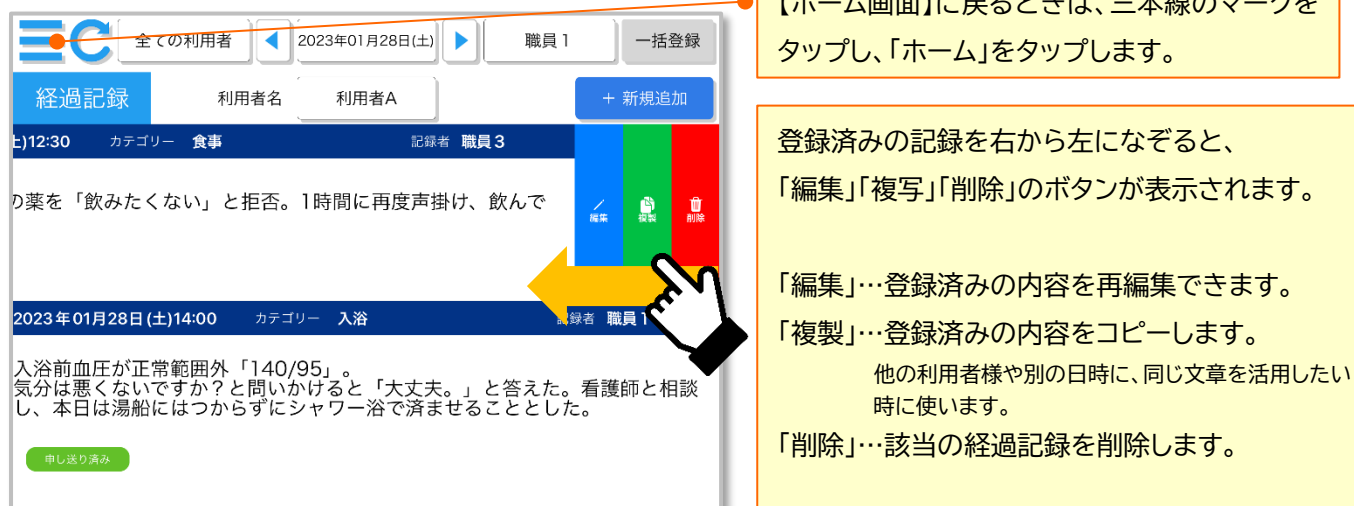 全ての利用者
2023年01月28日(土)
職員1
一括登録
経過記録
利用者名
利用者A
+ 新規追加
土)12:30 カテゴリー 食事 記録者 職員3
の薬を「飲みたくない」と拒否。1時間に再度声掛け、飲んで
編集
複製
削除
2023年01月28日(土)14:00 カテゴリー 入浴 記録者 職員1
入浴前血圧が正常範囲外「140/95」。
気分は悪くないですか?と問いかけると「大丈夫。」と答えた。看護師と相談
し、本日は湯船にはつからずにシャワー浴で済ませることとした。
申し送り済み
【ホーム画面】に戻るときは、三本線のマークを
タップし、「ホーム」をタップします。
登録済みの記録を右から左になぞると、
「編集」「複写」「削除」のボタンが表示されます。
「編集」…登録済みの内容を再編集できます。
「複製」…登録済みの内容をコピーします。
他の利用者様や別の日時に、同じ文章を活用したい
時に使います。
「削除」…該当の経過記録を削除します。